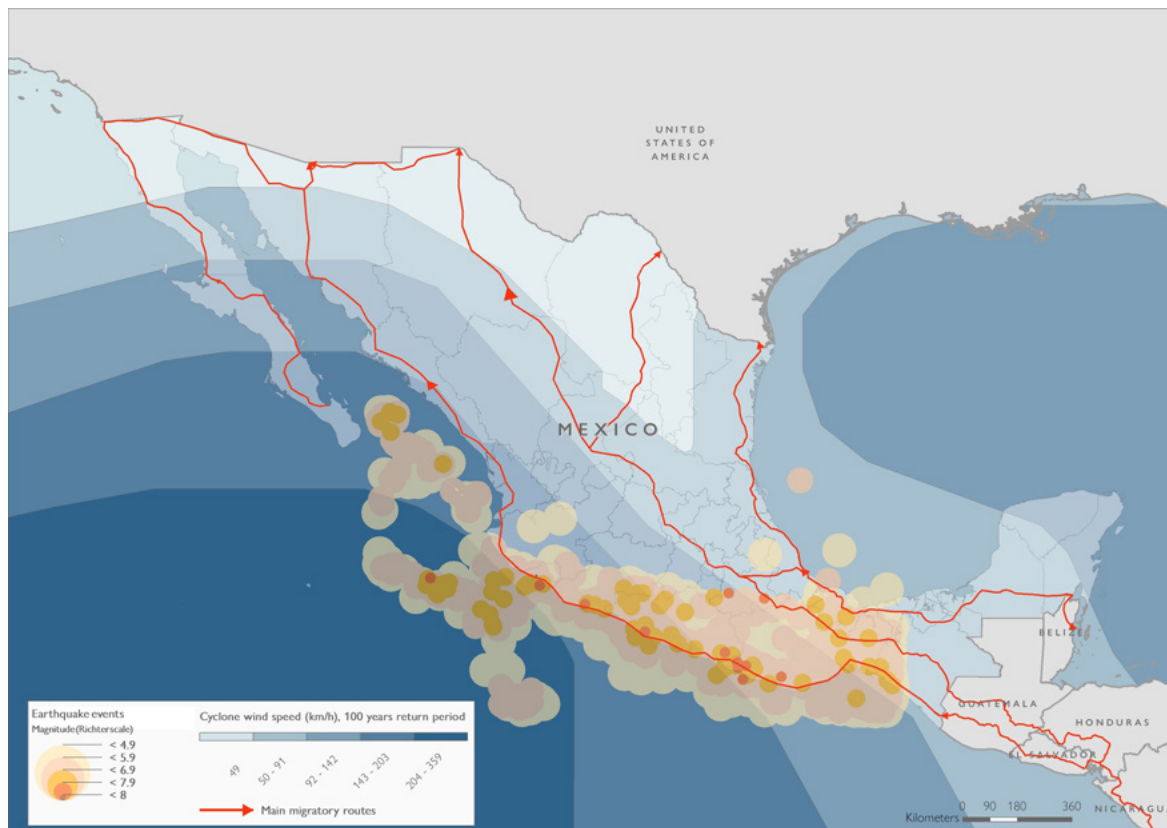 UNITED
STATES OF
AMERICA
MEXICO
BELIZE
GUATEMALA
HONDURAS
EL SALVADOR
NICARAGU
Earthquake events
Magnitude(Richterscale)
< 4.9
< 5.9
< 6.9
< 7.9
< 8
Cyclone wind speed (km/h), 100 years return period
49
50 - 91
92 - 142
143 - 203
204 - 359
Main migratory routes
0 90 180 360
Kilometers